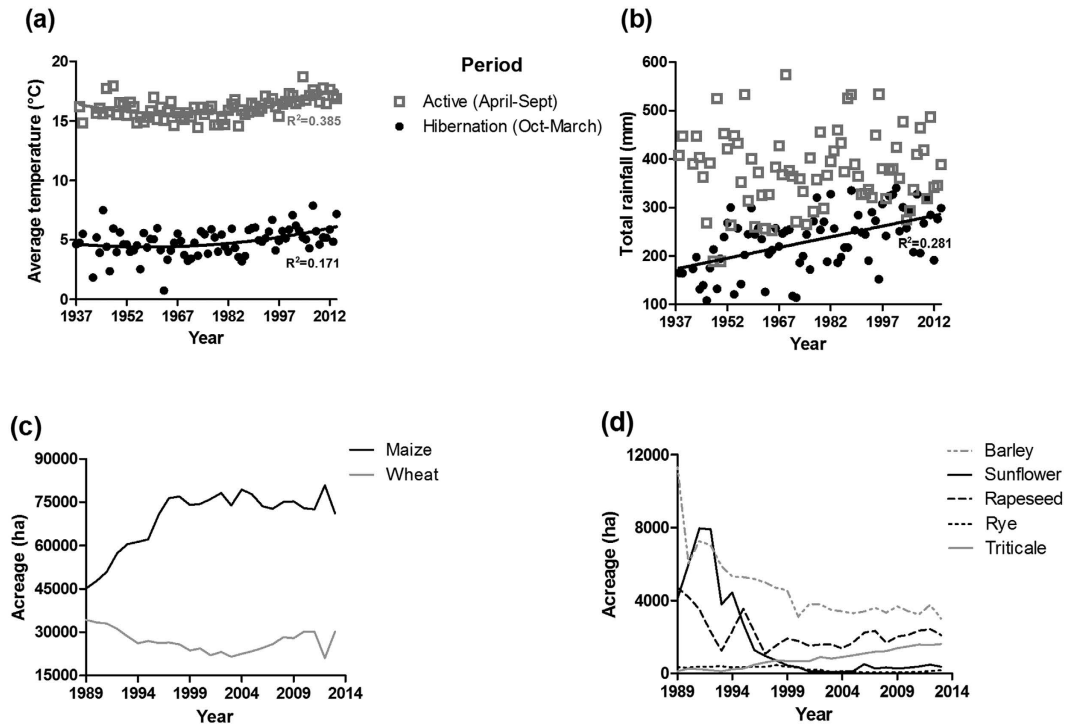 (a)
20
15
10
5
0
Average temperature (°C)
R²=0.385
R²=0.171
1937 1952 1967 1982 1997 2012
Year
Period
Active (April-Sept)
Hibernation (Oct-March)
(b)
600
500
400
300
200
100
Total rainfall (mm)
R²=0.281
1937 1952 1967 1982 1997 2012
Year
(c)
90000
75000
60000
45000
30000
15000
Acreage (ha)
Maize
Wheat
1989 1994 1999 2004 2009 2014
Year
(d)
12000
8000
4000
0
Acreage (ha)
Barley
Sunflower
Rapeseed
Rye
Triticale
1989 1994 1999 2004 2009 2014
Year